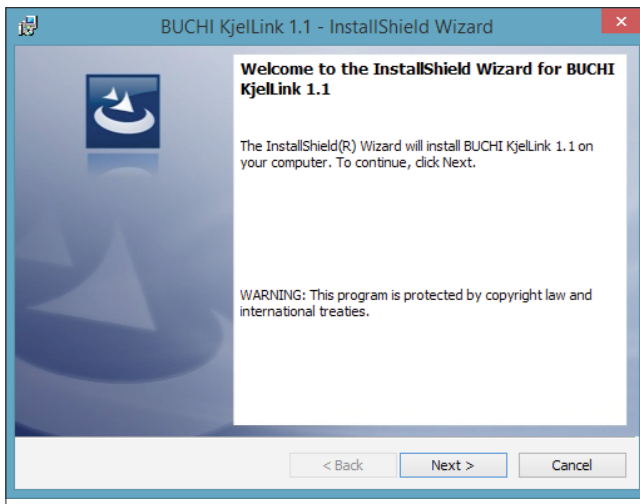 BUCHI KjelLink 1.1 - InstallShield Wizard
Welcome to the InstallShield Wizard for BUCHI
KjelLink 1.1
The InstallShield(R) Wizard will install BUCHI KjelLink 1.1 on
your computer. To continue, click Next.
WARNING: This program is protected by copyright law and
international treaties.
< Back Next > Cancel